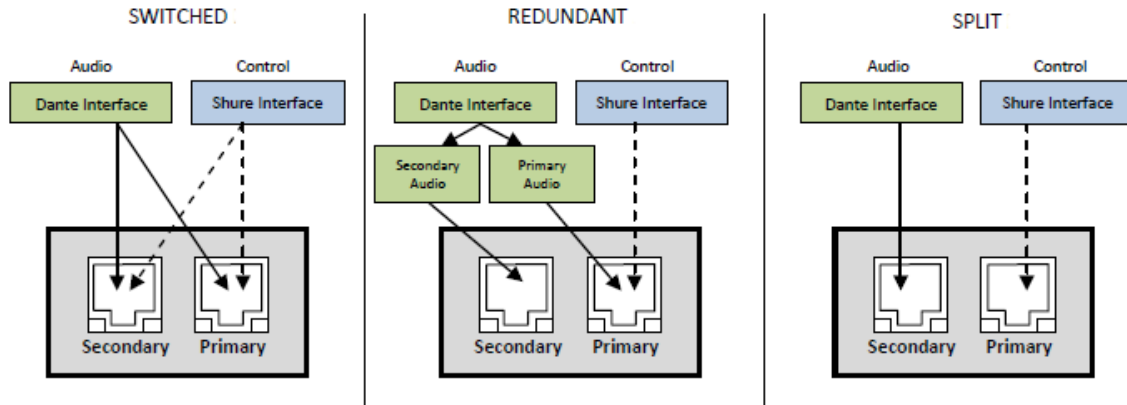 SWITCHED
Audio Control
Dante Interface Shure Interface
Secondary Primary
REDUNDANT
Audio Control
Dante Interface Shure Interface
Secondary Audio Primary Audio
Secondary Primary
SPLIT
Audio Control
Dante Interface Shure Interface
Secondary Primary